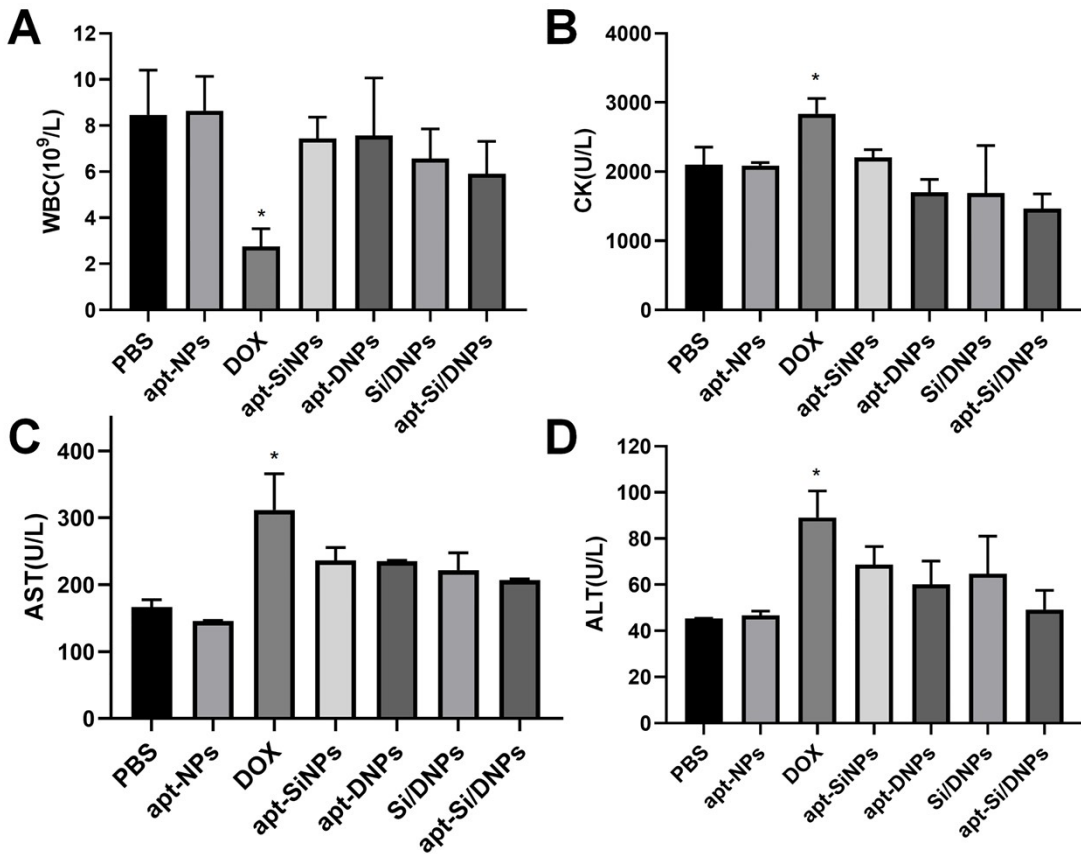 A
WBC(10⁹/L)
12
10
8
6
4
2
0
*
PBS
apt-NPs
DOX
apt-SiNPs
apt-DNPs
Si/DNPs
apt-Si/DNPs
B
CK(U/L)
4000
3000
2000
1000
0
*
PBS
apt-NPs
DOX
apt-SiNPs
apt-DNPs
Si/DNPs
apt-Si/DNPs
C
AST(U/L)
400
300
200
100
0
*
PBS
apt-NPs
DOX
apt-SiNPs
apt-DNPs
Si/DNPs
apt-Si/DNPs
D
ALT(U/L)
120
100
80
60
40
20
0
*
PBS
apt-NPs
DOX
apt-SiNPs
apt-DNPs
Si/DNPs
apt-Si/DNPs